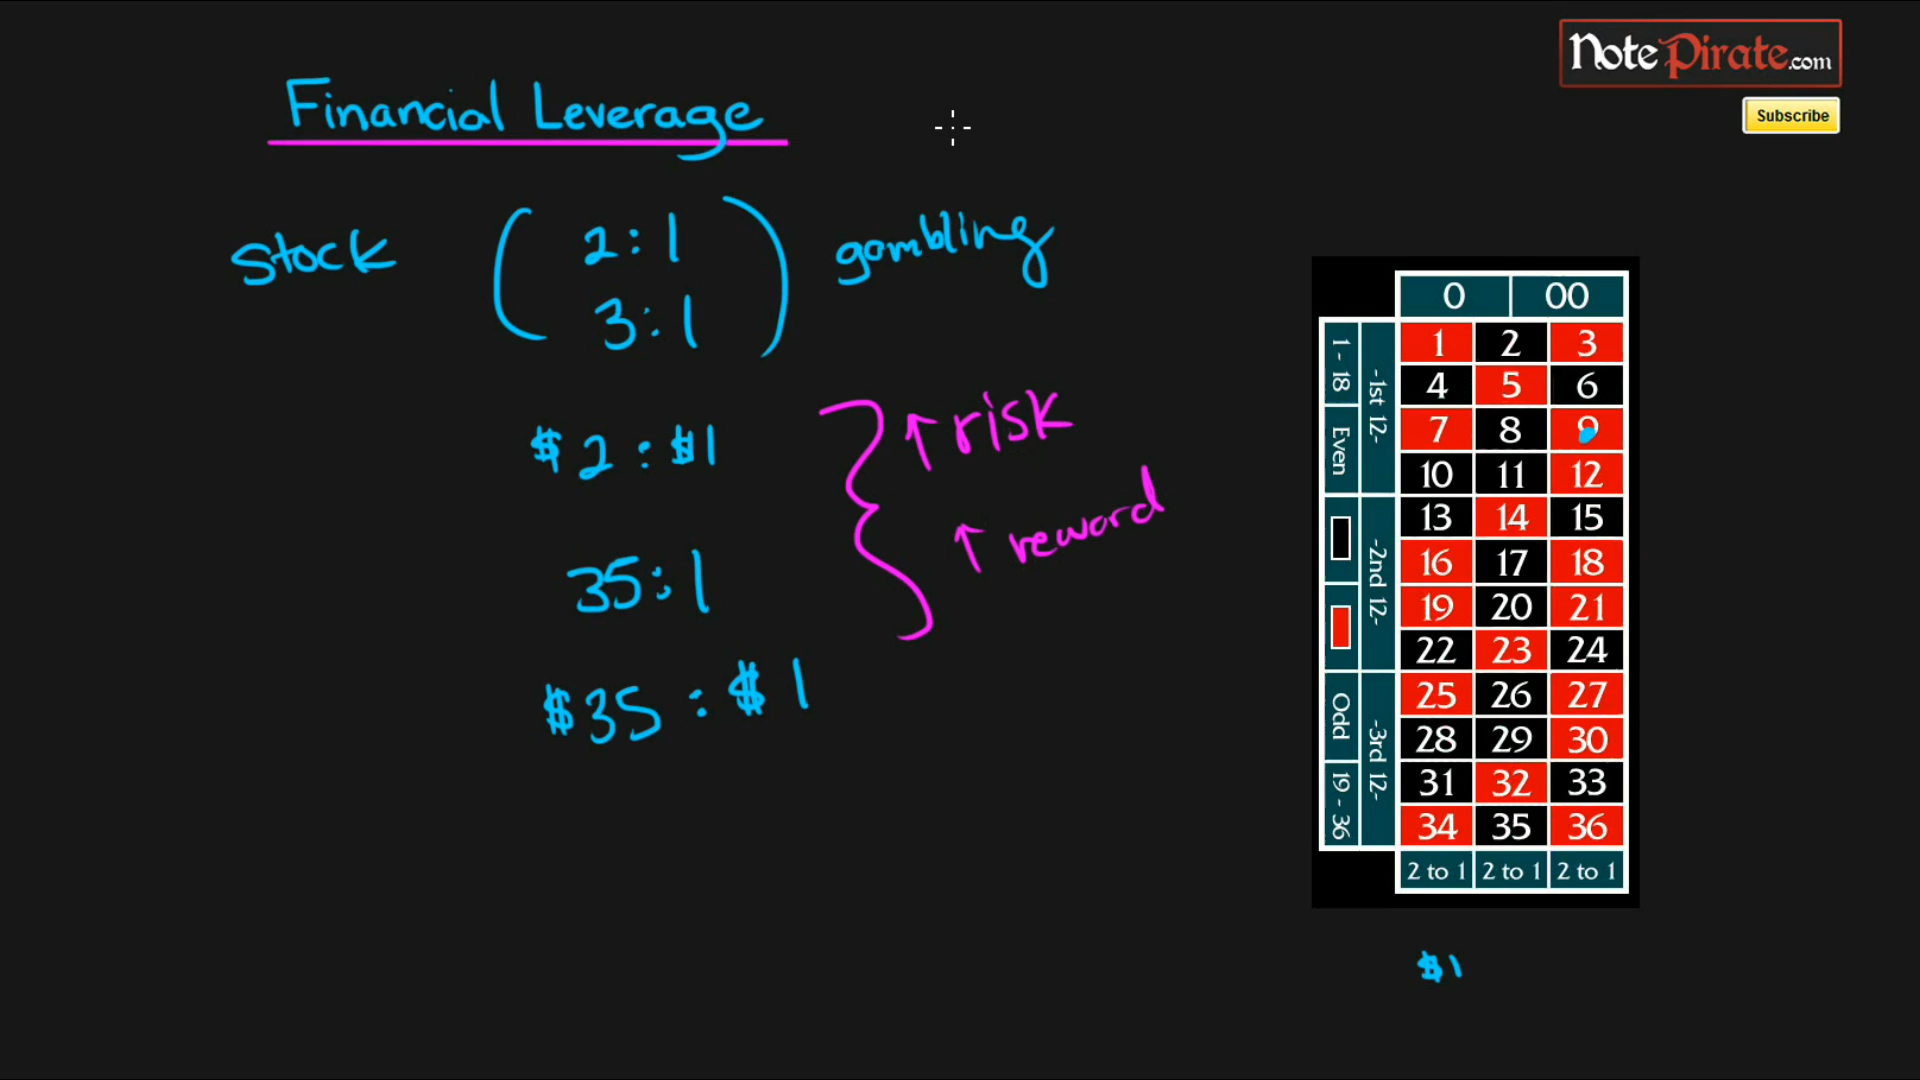 NotePirate.com
Subscribe
Financial Leverage
stock ( 2:1 ) gambling
3:1
$2 : $1
↑ risk
↑ reward
35:1
$35 : $1
0 00
1 2 3
4 5 6
7 8 9
10 11 12
13 14 15
16 17 18
19 20 21
22 23 24
25 26 27
28 29 30
31 32 33
34 35 36
2 to 1 2 to 1 2 to 1
1 - 18
Even
Odd
19 - 36
-1st 12-
-2nd 12-
-3rd 12-
$1